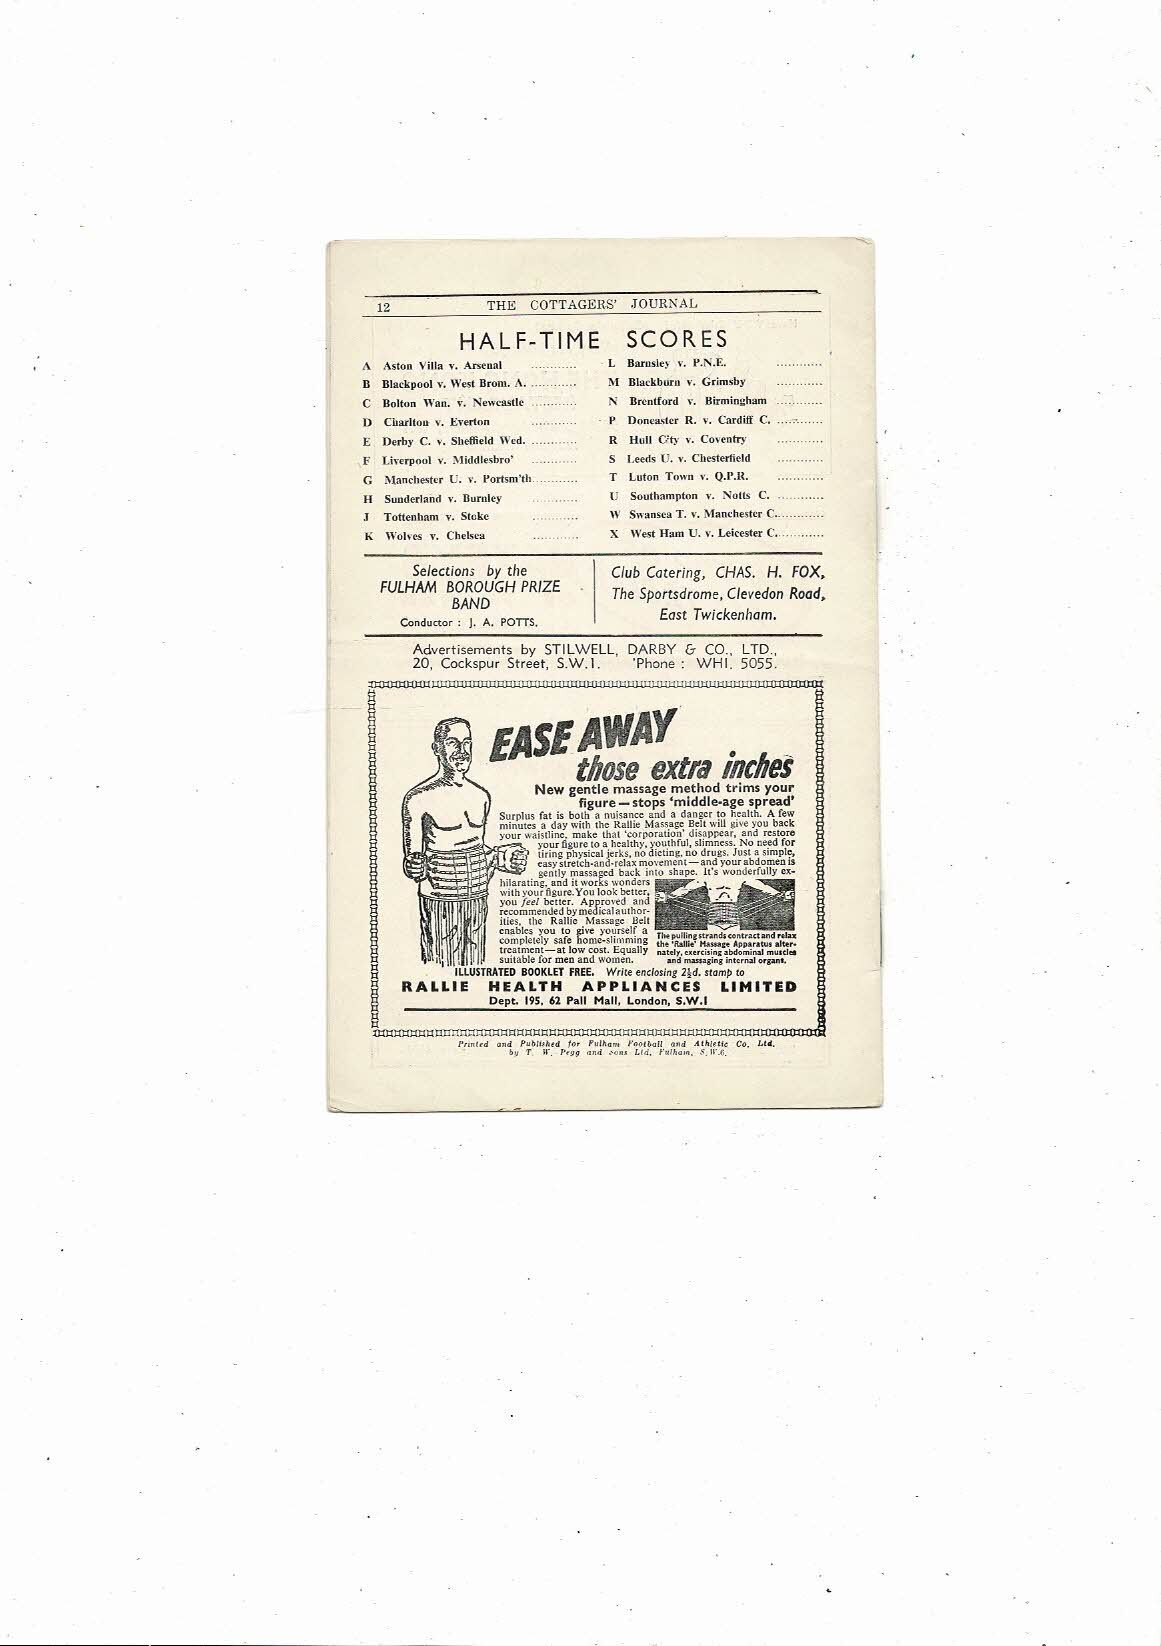 12
THE COTTAGERS' JOURNAL
HALF-TIME SCORES
A Aston Villa v. Arsenal ............
B Blackpool v. West Brom. A. ............
C Bolton Wan. v. Newcastle ............
D Charlton v. Everton ............
E Derby C. v. Sheffield Wed. ............
F Liverpool v. Middlesbro' ............
G Manchester U. v. Portsm'th ............
H Sunderland v. Burnley ............
J Tottenham v. Stoke ............
K Wolves v. Chelsea ............
L Barnsley v. P.N.E. ............
M Blackburn v. Grimsby ............
N Brentford v. Birmingham ............
P Doncaster R. v. Cardiff C. ............
R Hull City v. Coventry ............
S Leeds U. v. Chesterfield ............
T Luton Town v. Q.P.R. ............
U Southampton v. Notts C. ............
W Swansea T. v. Manchester C. ............
X West Ham U. v. Leicester C. ............
Selections by the
FULHAM BOROUGH PRIZE
BAND
Conductor : J. A. POTTS.
Club Catering, CHAS. H. FOX,
The Sportsdrome, Clevedon Road,
East Twickenham.
Advertisements by STILWELL, DARBY & CO., LTD.,
20, Cockspur Street, S.W.1. 'Phone : WHI. 5055.
EASE AWAY
those extra inches
New gentle massage method trims your
figure — stops 'middle-age spread'
Surplus fat is both a nuisance and a danger to health. A few
minutes a day with the Rallie Massage Belt will give you back
your waistline, make that 'corporation' disappear, and restore
your figure to a healthy, youthful, slimness. No need for
tiring physical jerks, no dieting, no drugs. Just a simple,
easy stretch-and-relax movement — and your abdomen is
gently massaged back into shape. It's wonderfully ex-
hilarating, and it works wonders
with your figure. You look better,
you feel better. Approved and
recommended by medical author-
ities, the Rallie Massage Belt
enables you to give yourself a
completely safe home-slimming
treatment—at low cost. Equally
suitable for men and women.
The pulling strands contract and relax
the 'Rallie' Massage Apparatus alter-
nately, exercising abdominal muscles
and massaging internal organs.
ILLUSTRATED BOOKLET FREE. Write enclosing 2½d. stamp to
RALLIE HEALTH APPLIANCES LIMITED
Dept. 195, 62 Pall Mall, London, S.W.1
Printed and Published for Fulham Football and Athletic Co. Ltd.
by T. W. Pegg and sons Ltd, Fulham, S.W.6.